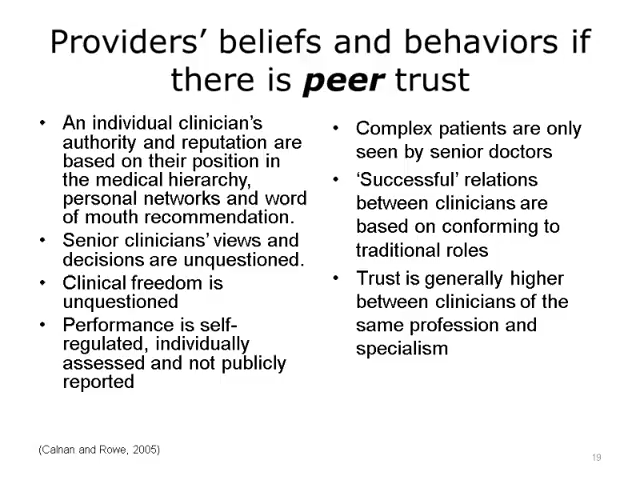 Providers' beliefs and behaviors if
there is peer trust
• An individual clinician's
authority and reputation are
based on their position in
the medical hierarchy,
personal networks and word
of mouth recommendation.
• Senior clinicians' views and
decisions are unquestioned.
• Clinical freedom is
unquestioned
• Performance is self-
regulated, individually
assessed and not publicly
reported
• Complex patients are only
seen by senior doctors
• 'Successful' relations
between clinicians are
based on conforming to
traditional roles
• Trust is generally higher
between clinicians of the
same profession and
specialism
(Calnan and Rowe, 2005)
19